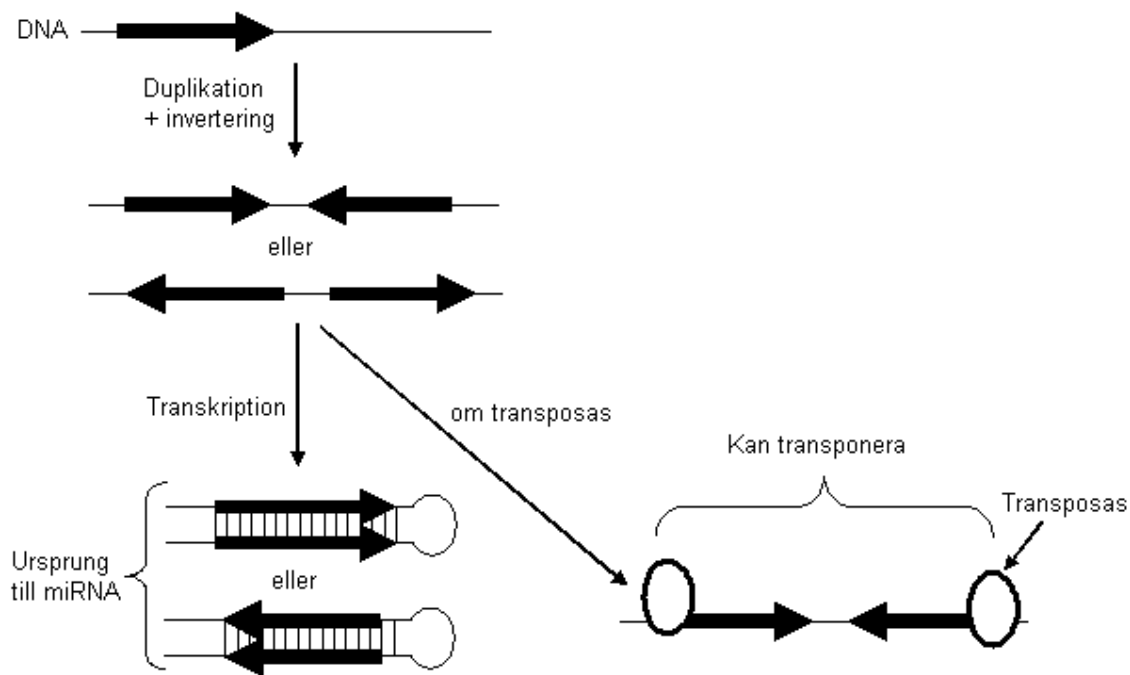 DNA
Duplikation
+ invertering
eller
Transkription
om transposas
Kan transponera
Transposas
Ursprung
till miRNA
eller